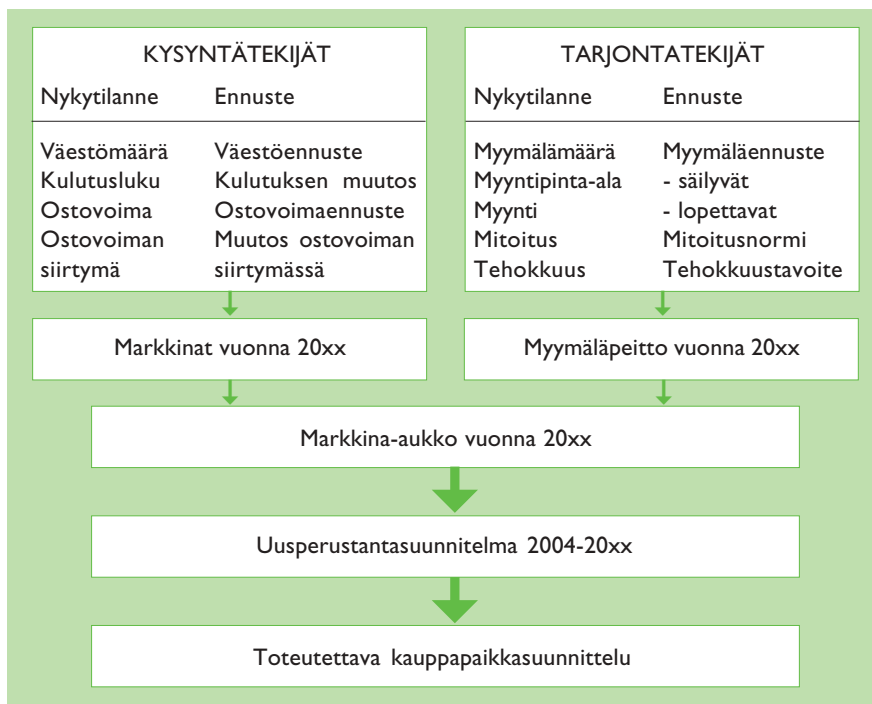 KYSYNTÄTEKIJÄT
Nykytilanne Ennuste
Väestömäärä Väestöennuste
Kulutusluku Kulutuksen muutos
Ostovoima Ostovoimaennuste
Ostovoiman Muutos ostovoiman
siirtymä siirtymässä
TARJONTATEKIJÄT
Nykytilanne Ennuste
Myymälämäärä Myymäläennuste
Myyntipinta-ala - säilyvät
Myynti - lopettavat
Mitoitus Mitoitusnormi
Tehokkuus Tehokkuustavoite
Markkinat vuonna 20xx
Myymäläpeitto vuonna 20xx
Markkina-aukko vuonna 20xx
Uusperustantasuunnitelma 2004-20xx
Toteutettava kauppapaikkasuunnittelu